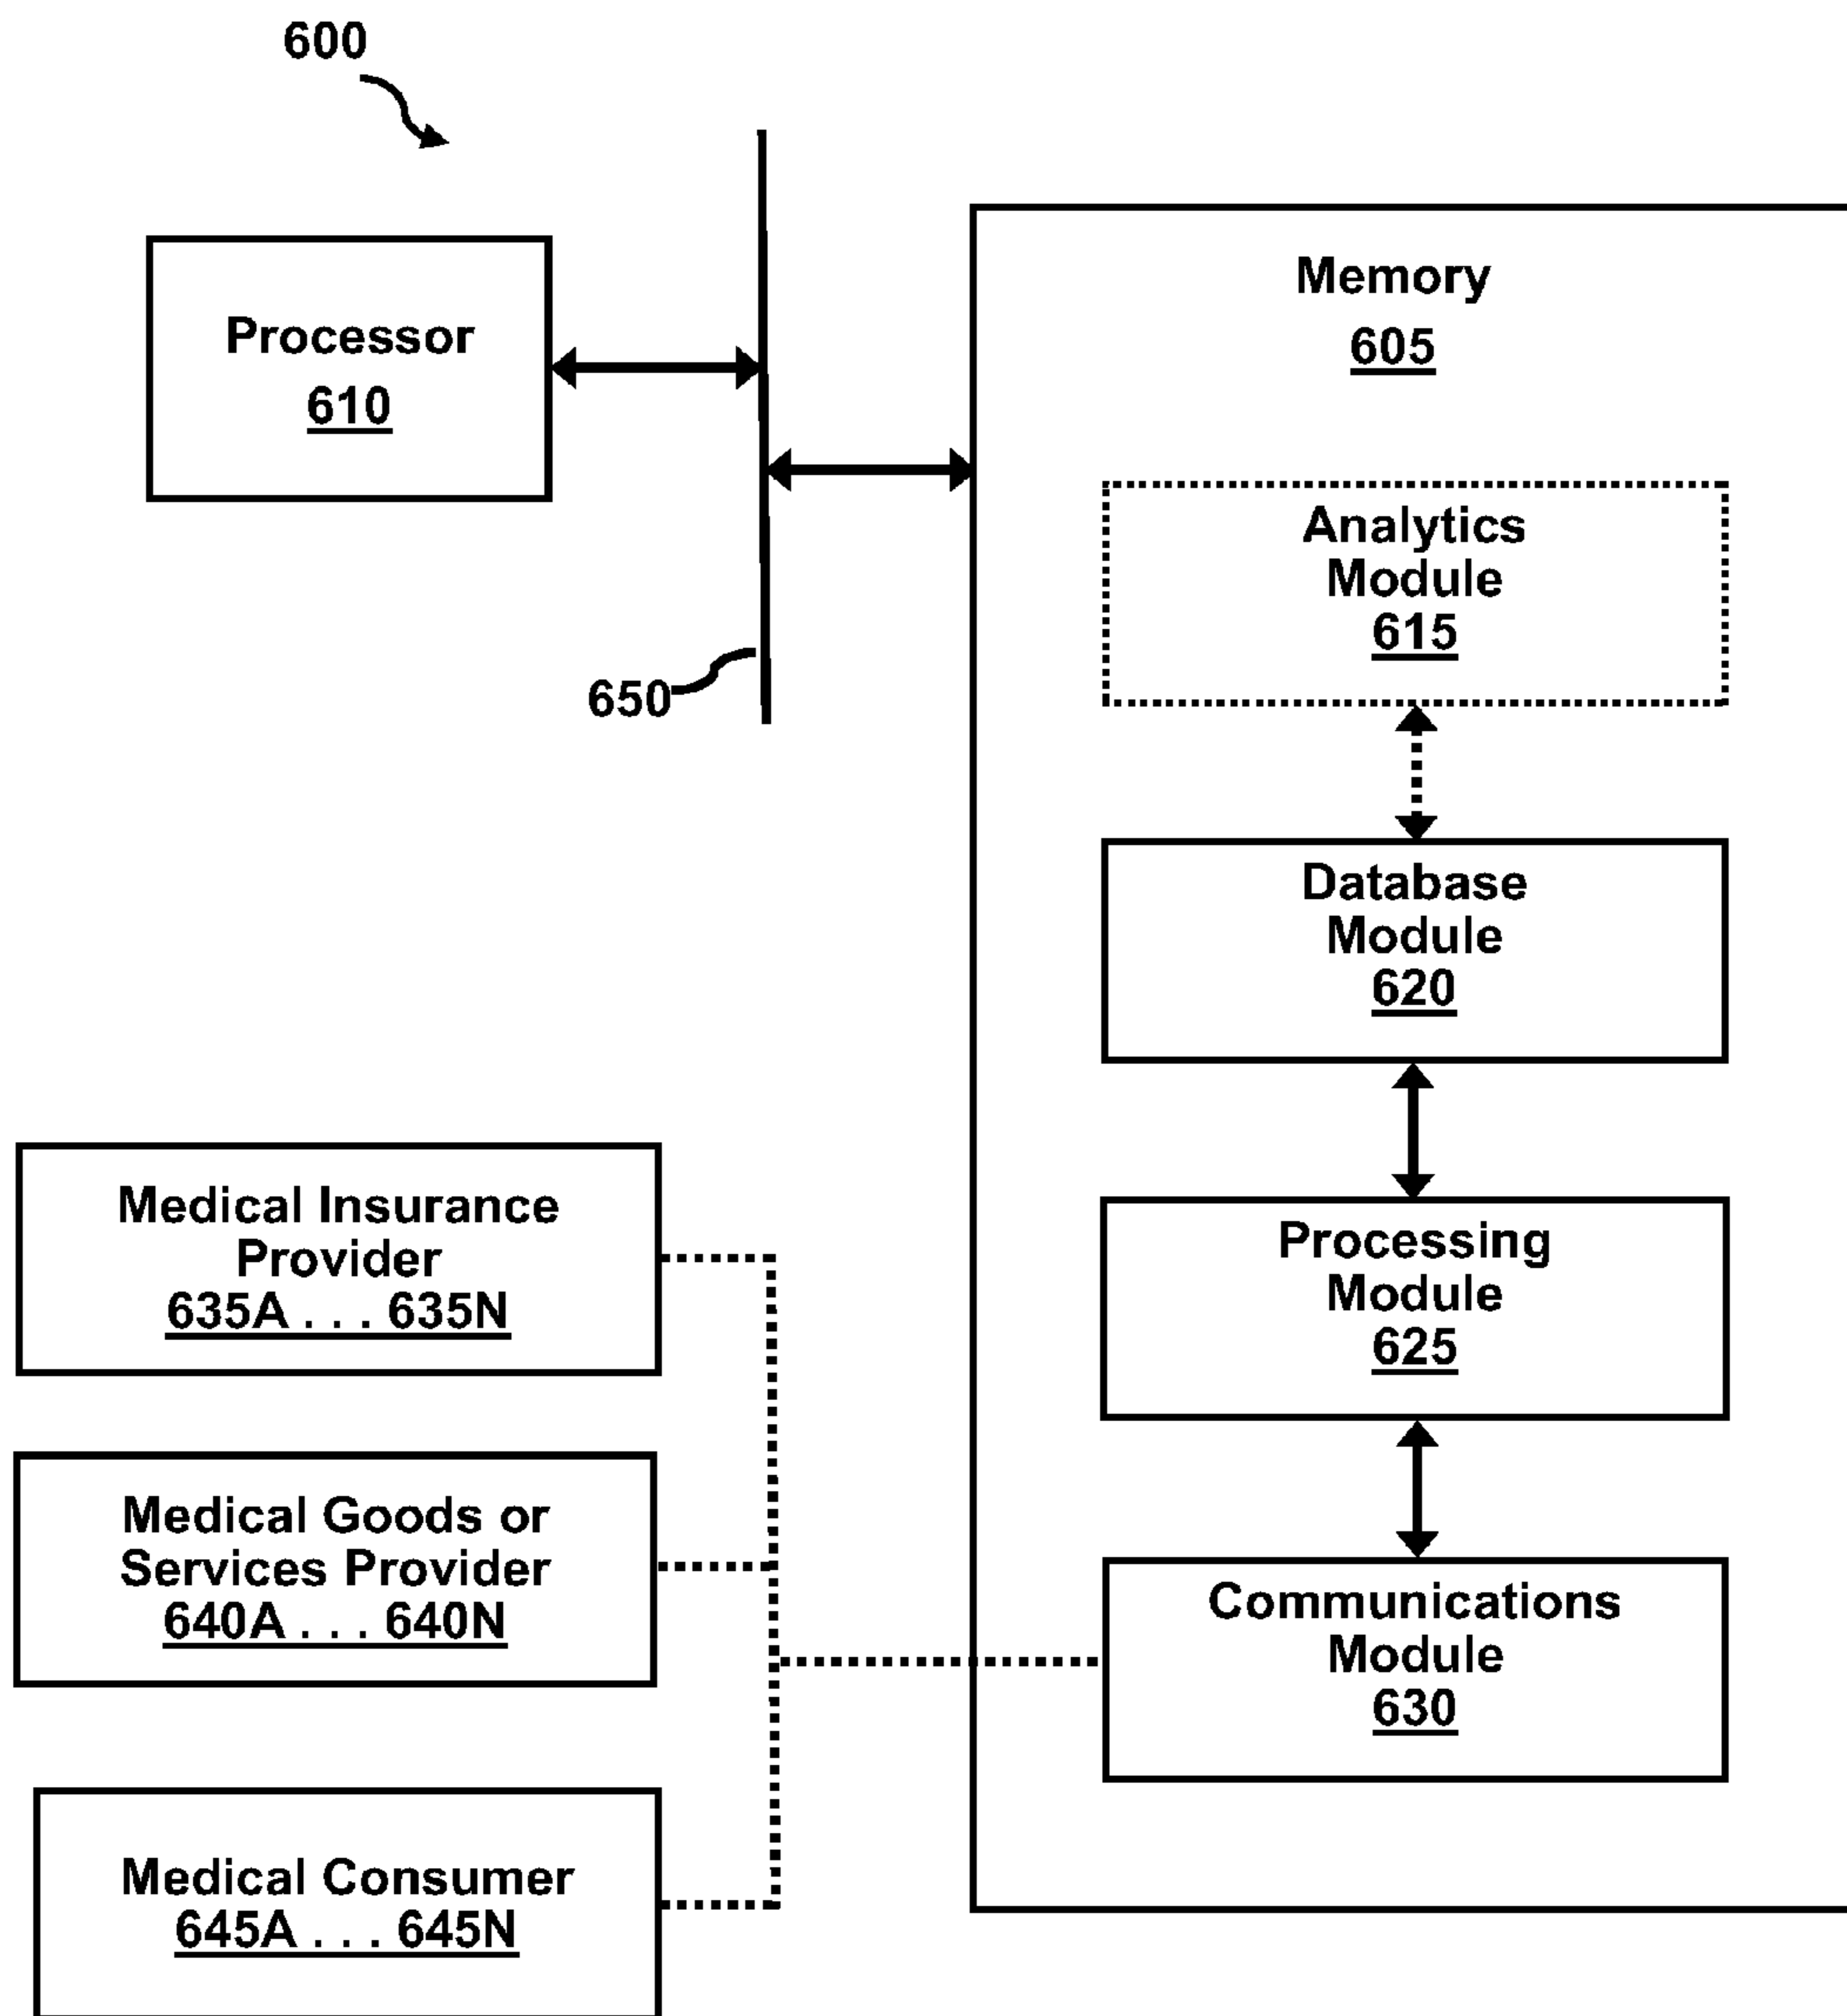 600
Processor
610
650
Memory
605
Analytics
Module
615
Database
Module
620
Processing
Module
625
Communications
Module
630
Medical Insurance
Provider
635A . . . 635N
Medical Goods or
Services Provider
640A . . . 640N
Medical Consumer
645A . . . 645N